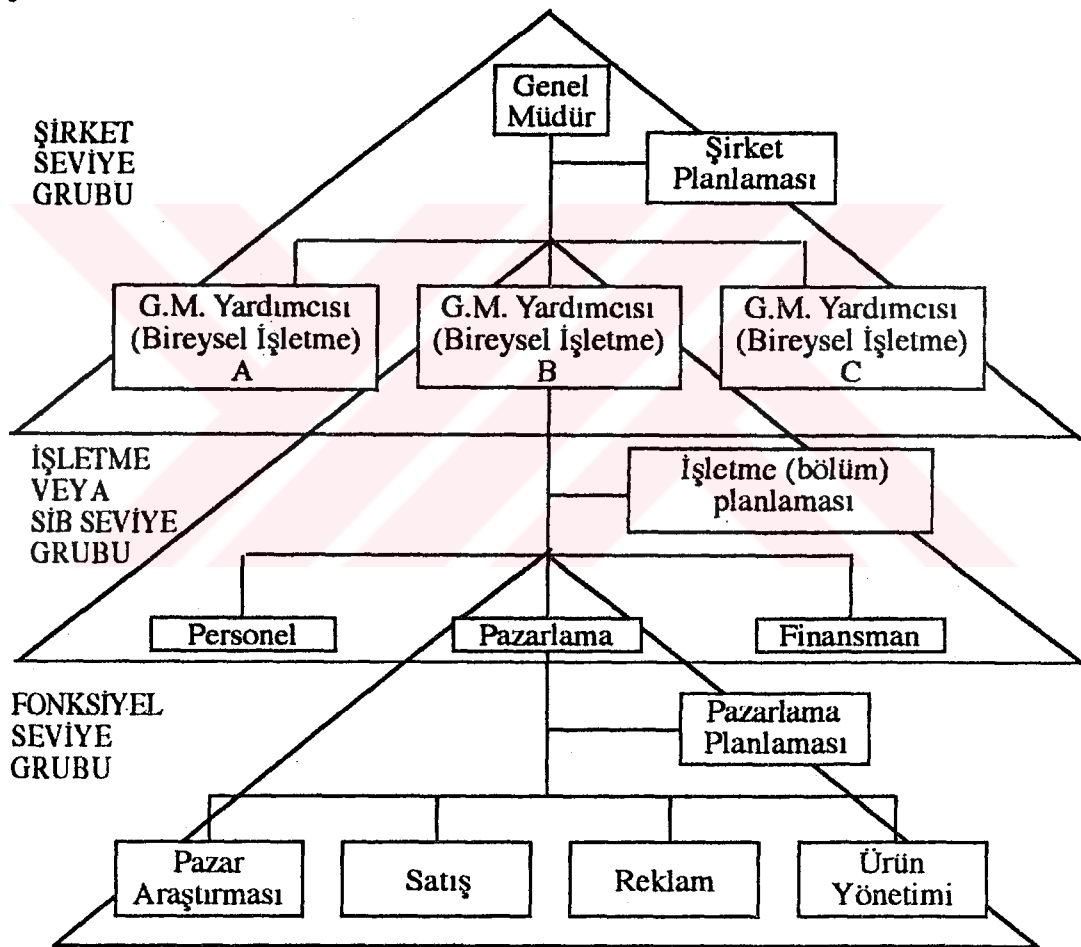 Genel
Müdür
ŞİRKET
SEVİYE
GRUBU
Şirket
Planlaması
G.M. Yardımcısı
(Bireysel İşletme)
A
G.M. Yardımcısı
(Bireysel İşletme)
B
G.M. Yardımcısı
(Bireysel İşletme)
C
İŞLETME
VEYA
SİB SEVİYE
GRUBU
İşletme (bölüm)
planlaması
Personel
Pazarlama
Finansman
FONKSİYEL
SEVİYE
GRUBU
Pazarlama
Planlaması
Pazar
Araştırması
Satış
Reklam
Ürün
Yönetimi